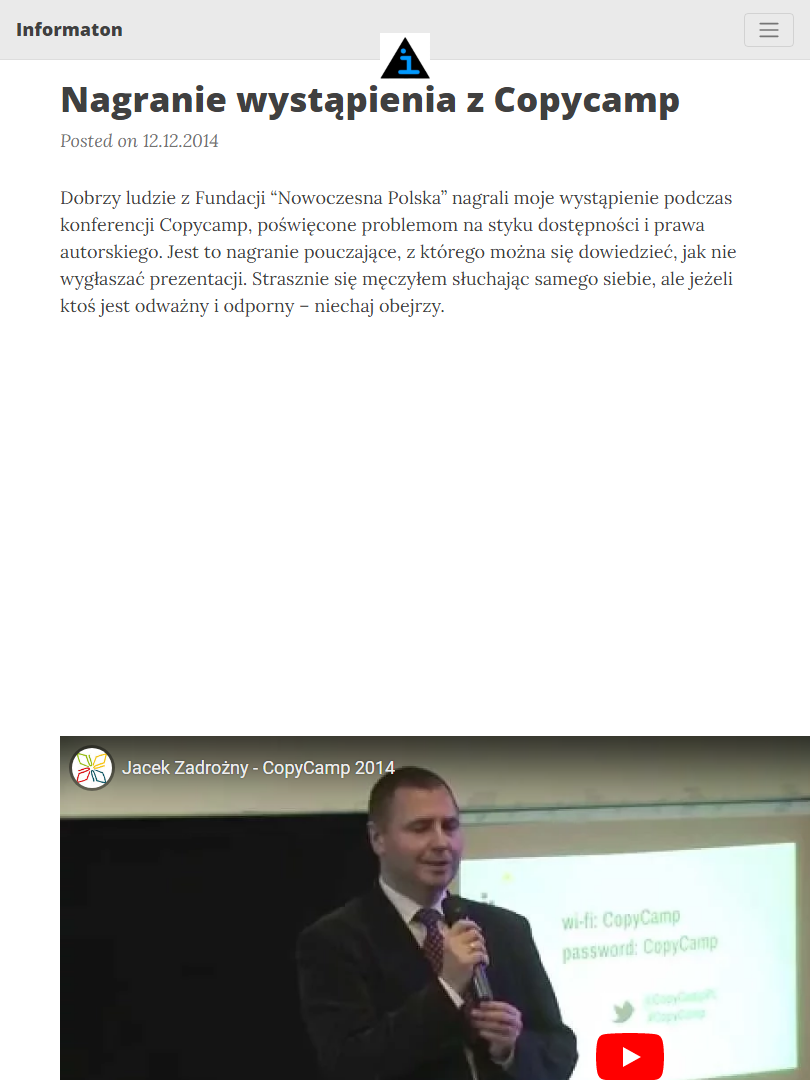 Informaton
Nagranie wystąpienia z Copycamp
Posted on 12.12.2014
Dobrzy ludzie z Fundacji “Nowoczesna Polska” nagrali moje wystąpienie podczas
konferencji Copycamp, poświęcone problemom na styku dostępności i prawa
autorskiego. Jest to nagranie pouczające, z którego można się dowiedzieć, jak nie
wygłaszać prezentacji. Strasznie się męczyłem słuchając samego siebie, ale jeżeli
ktoś jest odważny i odporny – niechaj obejrzy.
Jacek Zadrożny - CopyCamp 2014
wi-fi: CopyCamp
password: CopyCamp
#CopyCamp